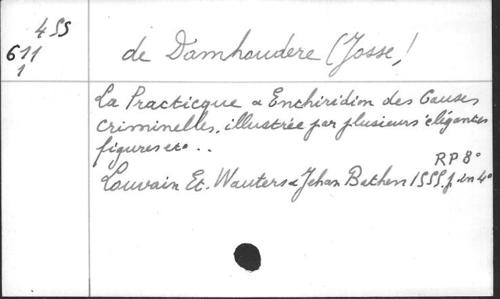 4SS
611
1
de Damhoudere (Josse)
La Practicque & Enchiridion des Causes
Criminelles, illustrée par plusieurs élégantes
figures etc ..
RP 8°
Louvain Et. Wauters & Jehan Bathen 1555. f. in 4°